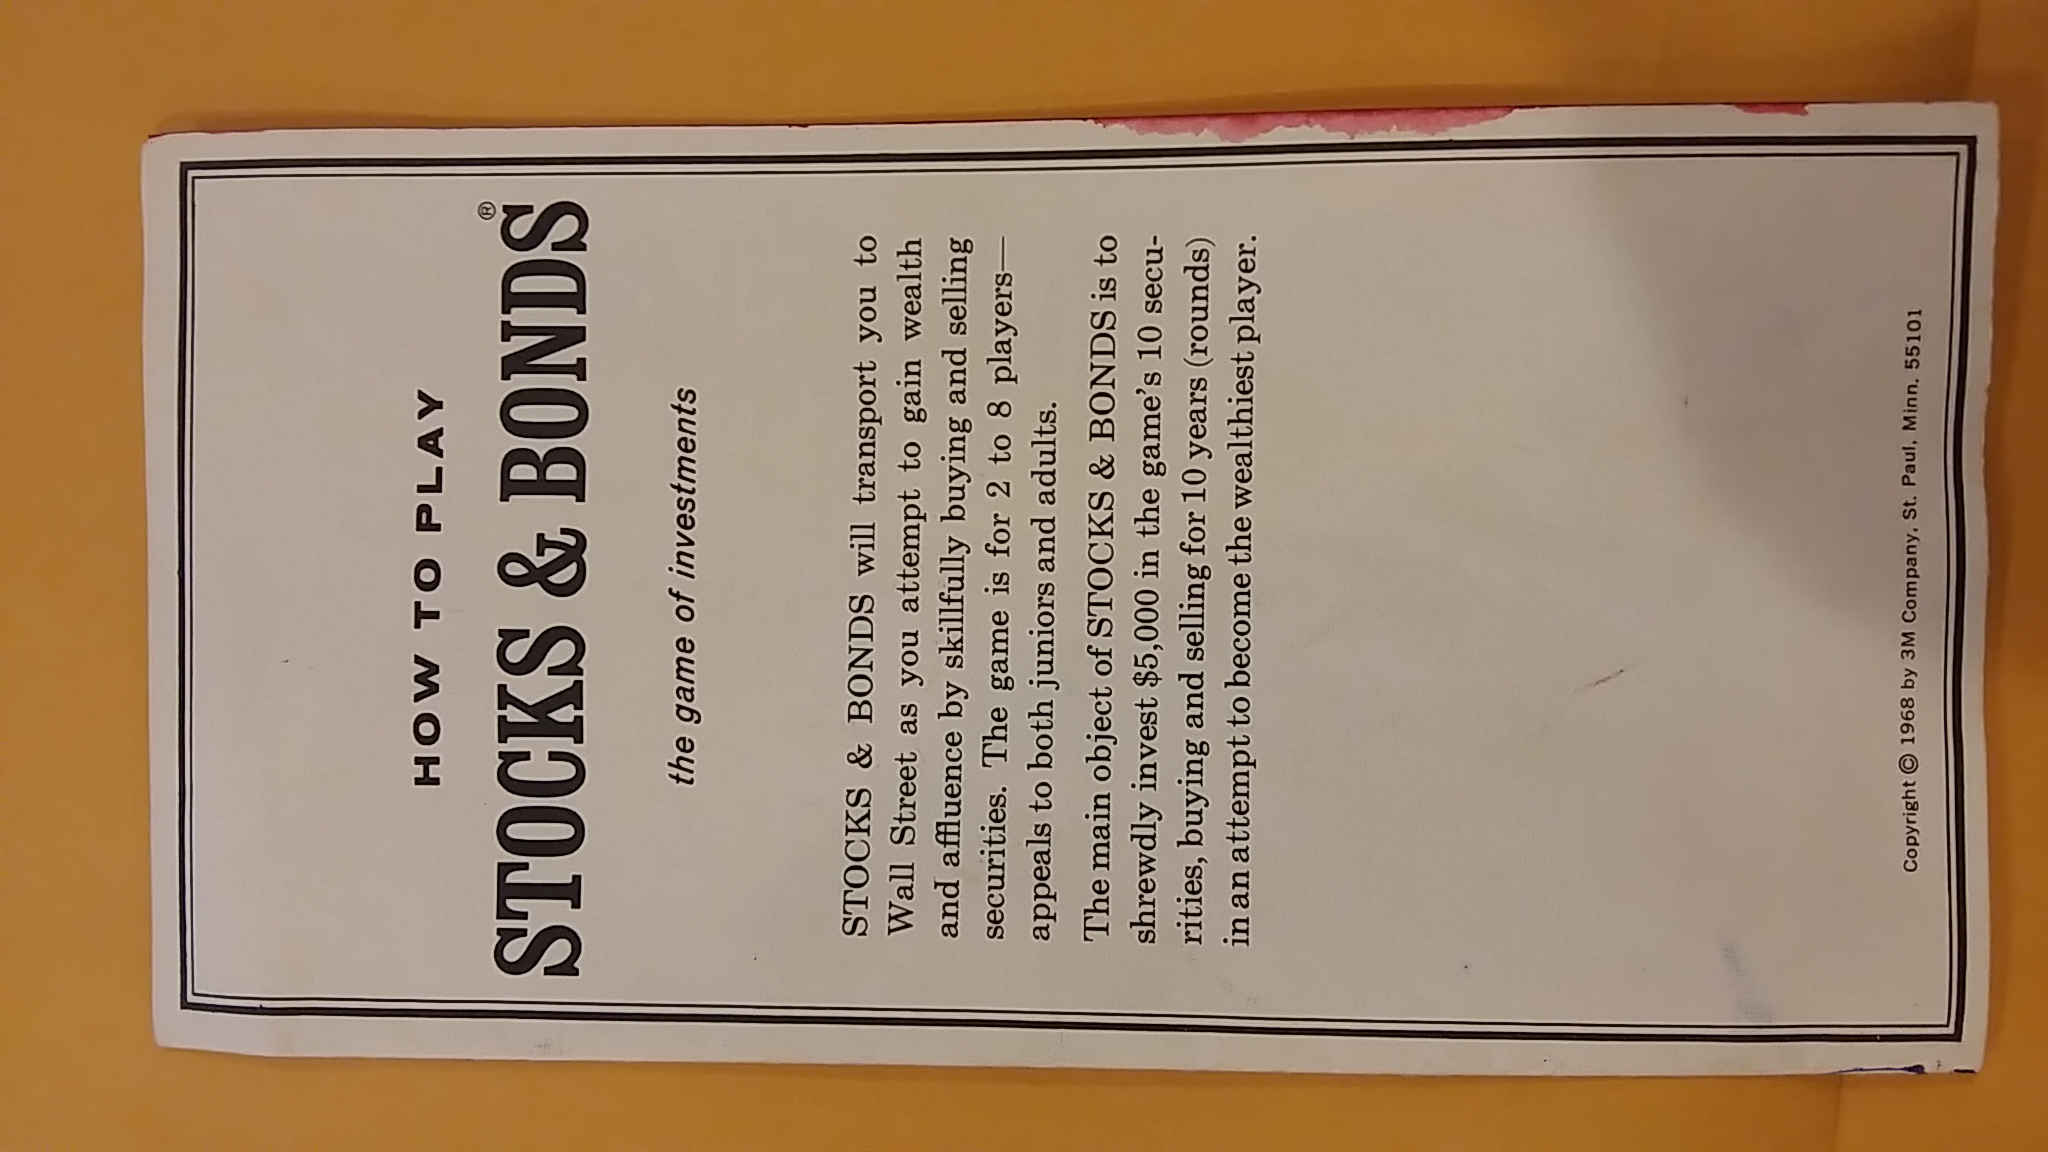 HOW TO PLAY
STOCKS & BONDS®
the game of investments
STOCKS & BONDS will transport you to
Wall Street as you attempt to gain wealth
and affluence by skillfully buying and selling
securities. The game is for 2 to 8 players—
appeals to both juniors and adults.
The main object of STOCKS & BONDS is to
shrewdly invest $5,000 in the game's 10 secu-
rities, buying and selling for 10 years (rounds)
in an attempt to become the wealthiest player.
Copyright © 1968 by 3M Company, St. Paul, Minn. 55101